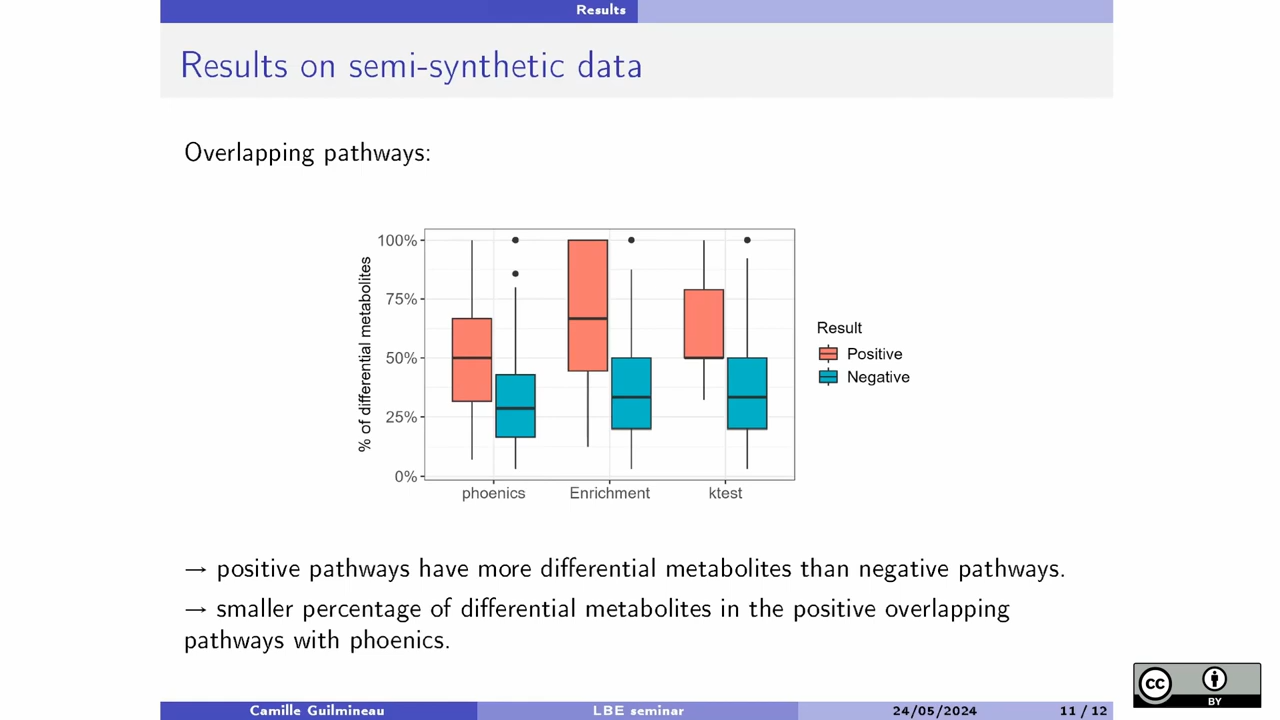 Results
Results on semi-synthetic data
Overlapping pathways:
% of differential metabolites
100%
75%
50%
25%
0%
phoenics
Enrichment
ktest
Result
Positive
Negative
→ positive pathways have more differential metabolites than negative pathways.
→ smaller percentage of differential metabolites in the positive overlapping
pathways with phoenics.
cc
BY
Camille Guilmineau
LBE seminar
24/05/2024
11 / 12